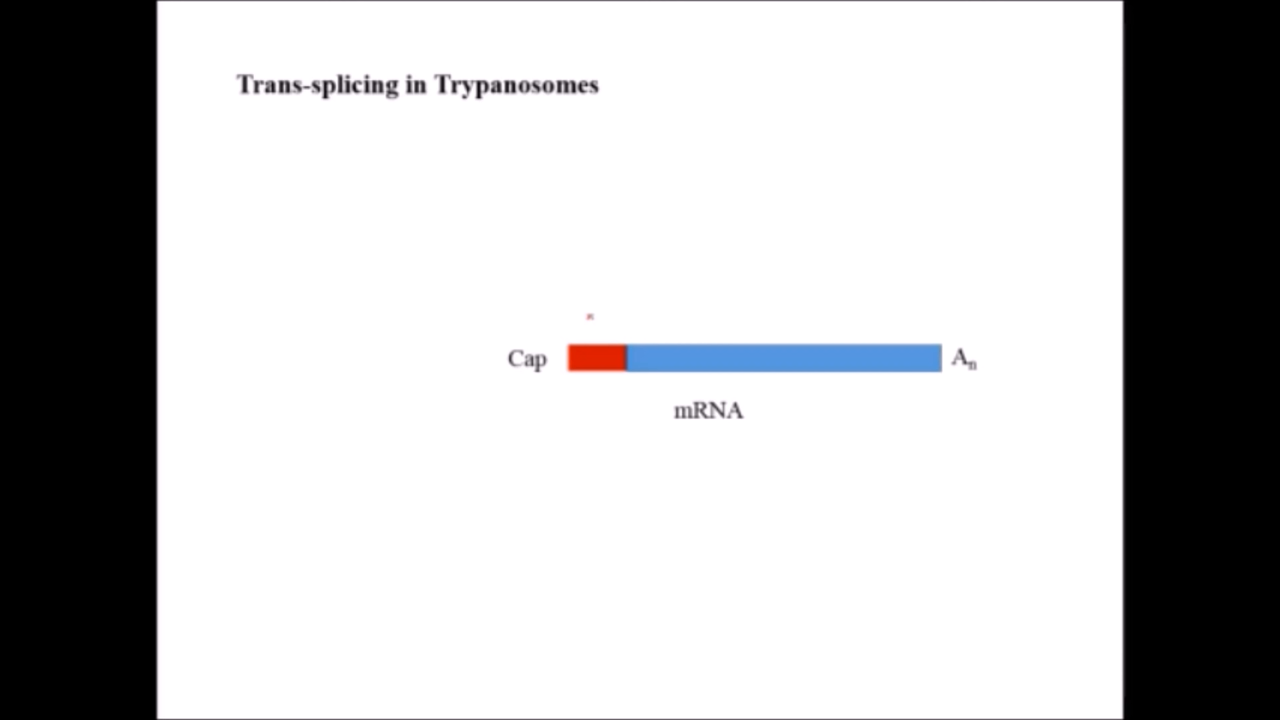 Trans-splicing in Trypanosomes
Cap
Aₙ
mRNA